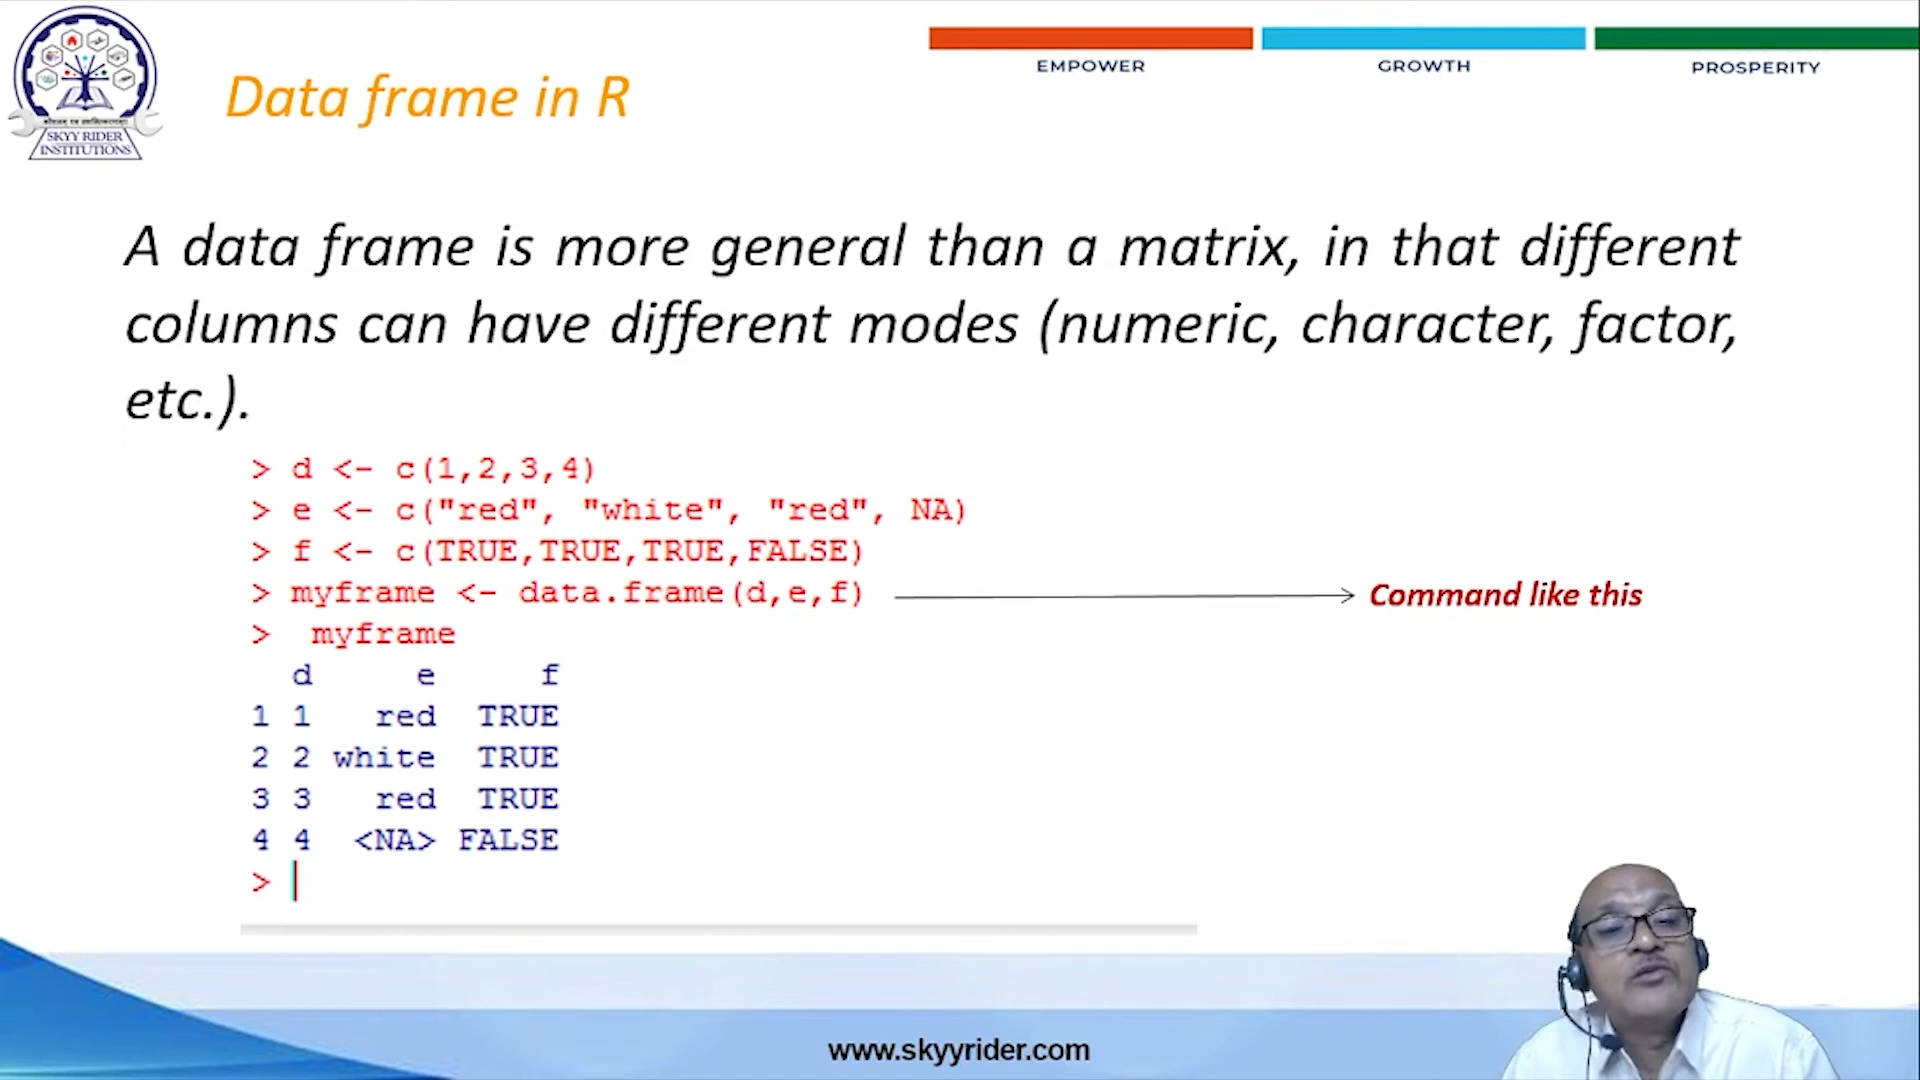 EMPOWER
GROWTH
PROSPERITY
SKYY RIDER
INSTITUTIONS
Data frame in R
A data frame is more general than a matrix, in that different
columns can have different modes (numeric, character, factor,
etc.).
> d <- c(1,2,3,4)
> e <- c("red", "white", "red", NA)
> f <- c(TRUE,TRUE,TRUE,FALSE)
> myframe <- data.frame(d,e,f)
Command like this
>  myframe
  d     e     f
1 1   red  TRUE
2 2 white  TRUE
3 3   red  TRUE
4 4  <NA> FALSE
>
www.skyyrider.com